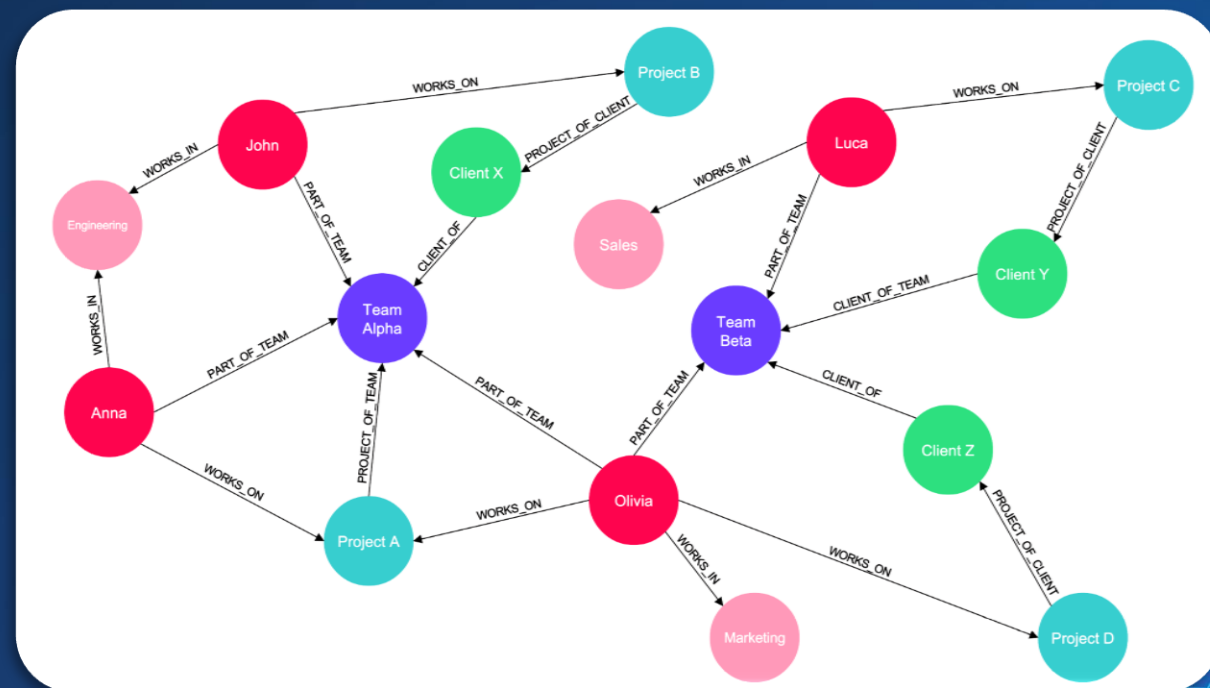 Project B
WORKS_ON
Project C
WORKS_ON
PROJECT_OF_CLIENT
John
Luca
WORKS_IN
Client X
WORKS_IN
PROJECT_OF_CLIENT
Engineering
PART_OF_TEAM
CLIENT_OF
Sales
PART_OF_TEAM
Client Y
CLIENT_OF_TEAM
Team
Alpha
Team
Beta
WORKS_IN
PART_OF_TEAM
CLIENT_OF
PART_OF_TEAM
PART_OF_TEAM
Anna
PROJECT_OF_TEAM
Client Z
WORKS_ON
Olivia
WORKS_ON
PROJECT_OF_CLIENT
Project A
WORKS_IN
WORKS_ON
Marketing
Project D